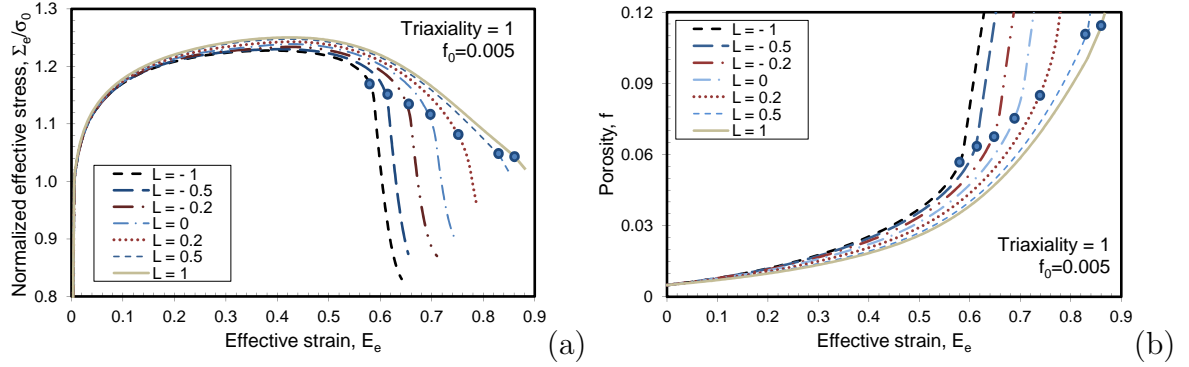 Normalized effective stress, Σe/σ0
1.3
1.2
1.1
1.0
0.9
0.8
Triaxiality = 1
f0=0.005
L = - 1
L = - 0.5
L = - 0.2
L = 0
L = 0.2
L = 0.5
L = 1
0 0.1 0.2 0.3 0.4 0.5 0.6 0.7 0.8 0.9
Effective strain, Ee
(a)
Porosity, f
0.12
0.09
0.06
0.03
0
L = - 1
L = - 0.5
L = - 0.2
L = 0
L = 0.2
L = 0.5
L = 1
Triaxiality = 1
f0=0.005
0 0.1 0.2 0.3 0.4 0.5 0.6 0.7 0.8 0.9
Effective strain, Ee
(b)